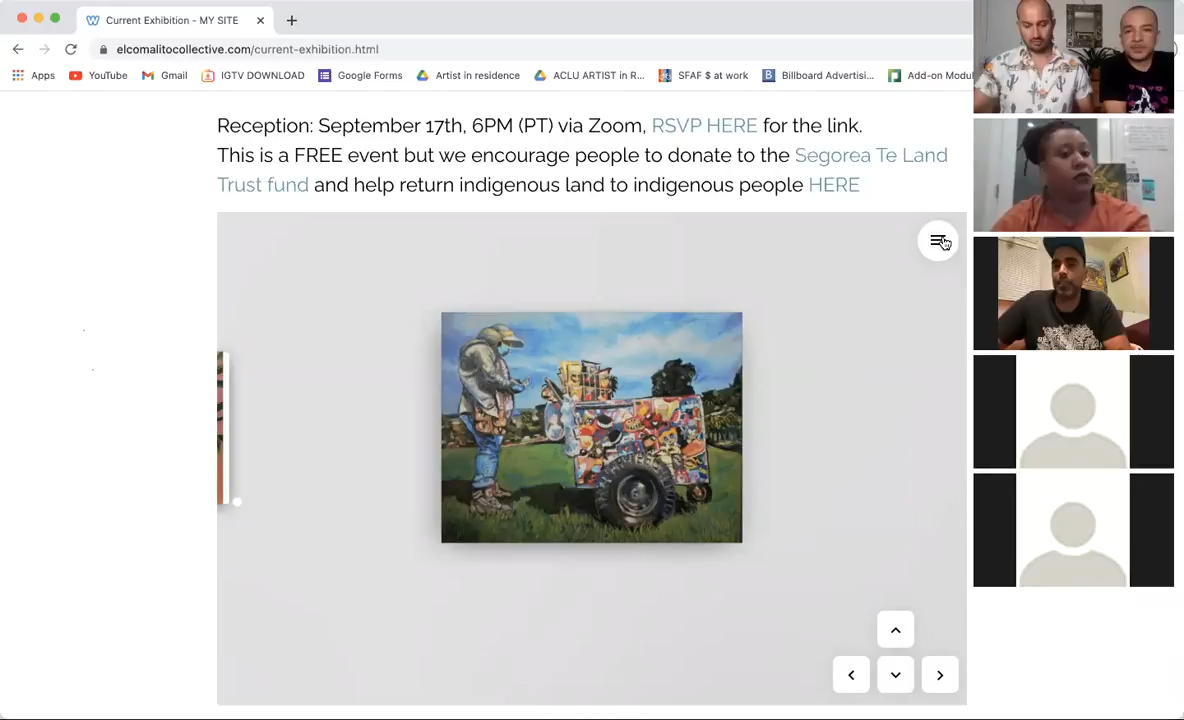 Current Exhibition - MY SITE
elcomalitocollective.com/current-exhibition.html
Apps YouTube Gmail IGTV DOWNLOAD Google Forms Artist in residence ACLU ARTIST in R... SFAF $ at work Billboard Advertisi... Add-on Modul
Reception: September 17th, 6PM (PT) via Zoom, RSVP HERE for the link.
This is a FREE event but we encourage people to donate to the Segorea Te Land
Trust fund and help return indigenous land to indigenous people HERE